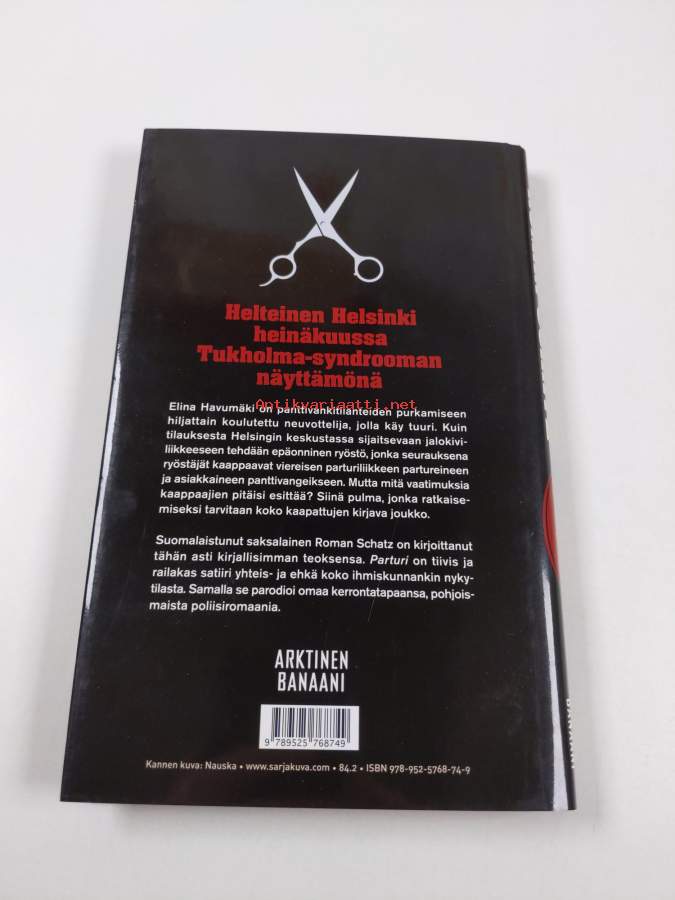 Helteinen Helsinki
heinäkuussa
Tukholma-syndrooman
näyttämönä
Antikvariaatti.net
Elina Havumäki on panttivankitilanteiden purkamiseen
hiljattain koulutettu neuvottelija, jolla käy tuuri. Kuin
tilauksesta Helsingin keskustassa sijaitsevaan jalokivi-
liikkeeseen tehdään epäonninen ryöstö, jonka seurauksena
ryöstäjät kaappaavat viereisen parturiliikkeen partureineen
ja asiakkaineen panttivangeikseen. Mutta mitä vaatimuksia
kaappaajien pitäisi esittää? Siinä pulma, jonka ratkaise-
miseksi tarvitaan koko kaapattujen kirjava joukko.
Suomalaistunut saksalainen Roman Schatz on kirjoittanut
tähän asti kirjallisimman teoksensa. Parturi on tiivis ja
railakas satiiri yhteis- ja ehkä koko ihmiskunnankin nyky-
tilasta. Samalla se parodioi omaa kerrontatapaansa, pohjois-
maista poliisiromaania.
ARKTINEN
BANAANI
9 789525 768749
Kannen kuva: Nauska • www.sarjakuva.com • 84.2 • ISBN 978-952-5768-74-9